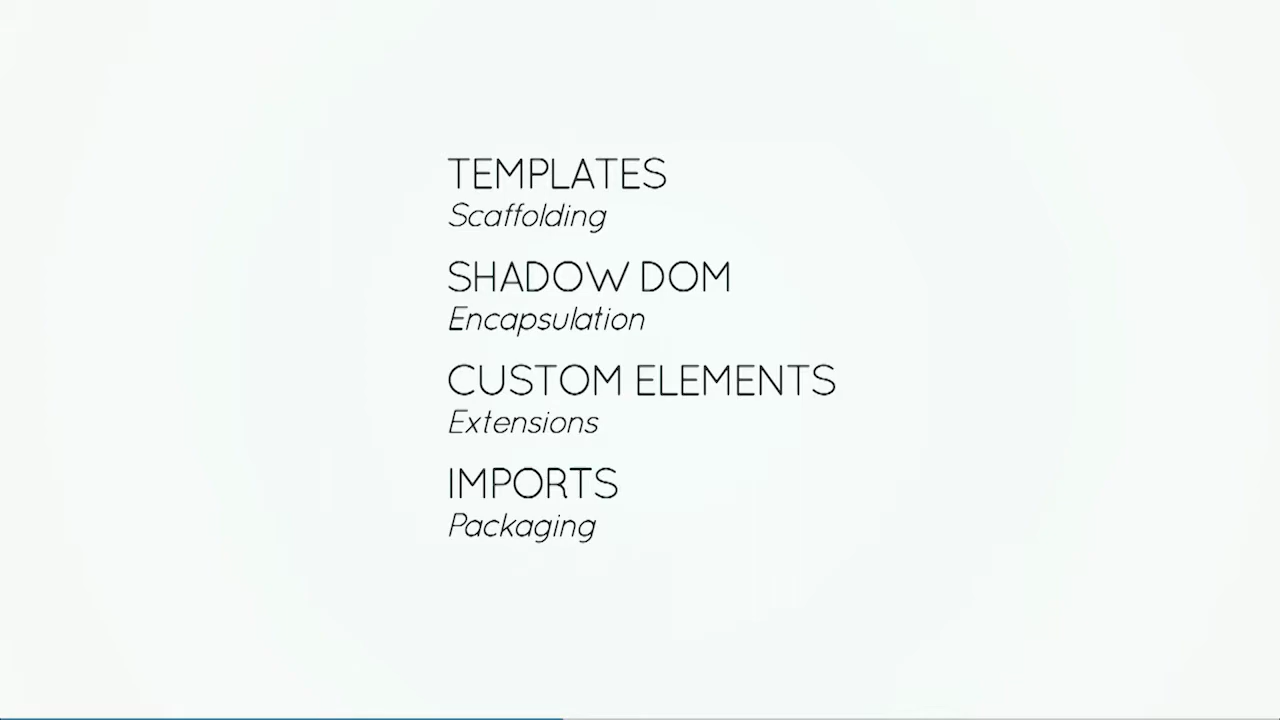 TEMPLATES
Scaffolding
SHADOW DOM
Encapsulation
CUSTOM ELEMENTS
Extensions
IMPORTS
Packaging